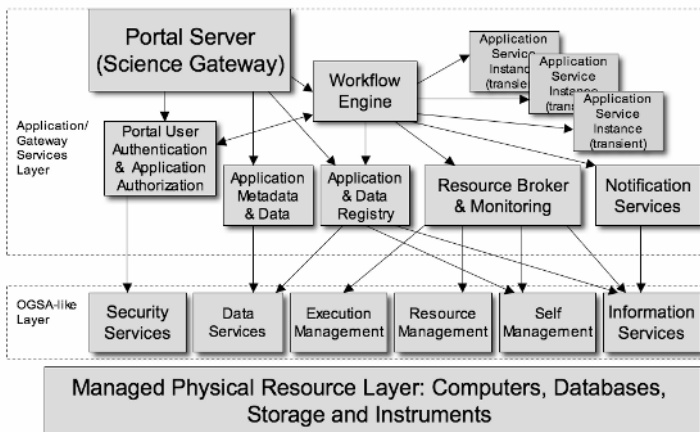 Portal Server
(Science Gateway)
Workflow
Engine
Application
Service
Instance
(transient)
Application
Service
Instance
(transient)
Application
Service
Instance
(transient)
Application/
Gateway
Services
Layer
Portal User
Authentication
& Application
Authorization
Application
Metadata
& Data
Application
& Data
Registry
Resource Broker
& Monitoring
Notification
Services
OGSA-like
Layer
Security
Services
Data
Services
Execution
Management
Resource
Management
Self
Management
Information
Services
Managed Physical Resource Layer: Computers, Databases,
Storage and Instruments